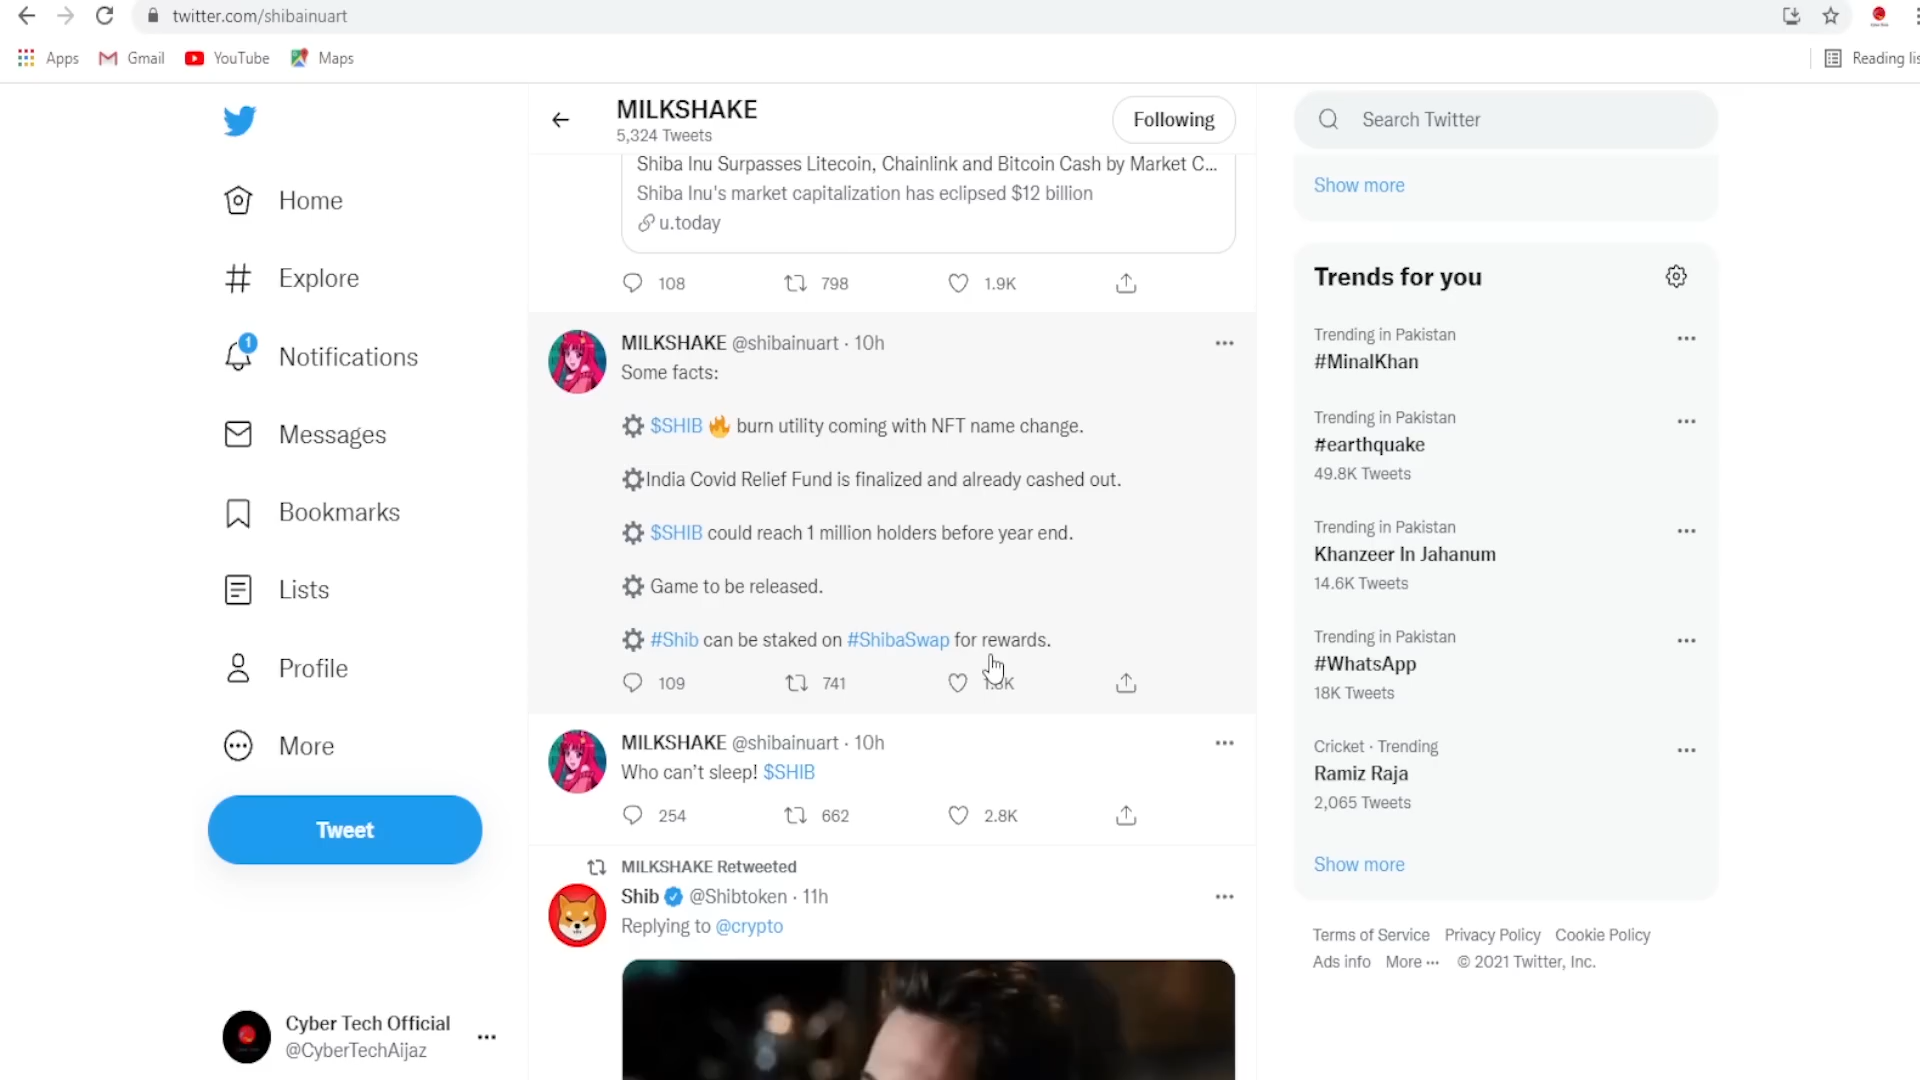 twitter.com/shibainuart
Apps Gmail YouTube Maps
Reading lis
MILKSHAKE
5,324 Tweets
Following
Search Twitter
Home
Explore
1
Notifications
Messages
Bookmarks
Lists
Profile
More
Tweet
Cyber Tech Official
@CyberTechAijaz
Shiba Inu Surpasses Litecoin, Chainlink and Bitcoin Cash by Market C...
Shiba Inu's market capitalization has eclipsed $12 billion
u.today
108 798 1.9K
MILKSHAKE @shibainuart · 10h
Some facts:
$SHIB 🔥 burn utility coming with NFT name change.
India Covid Relief Fund is finalized and already cashed out.
$SHIB could reach 1 million holders before year end.
Game to be released.
#Shib can be staked on #ShibaSwap for rewards.
109 741
MILKSHAKE @shibainuart · 10h
Who can't sleep! $SHIB
254 662 2.8K
MILKSHAKE Retweeted
Shib @Shibtoken · 11h
Replying to @crypto
Show more
Trends for you
Trending in Pakistan
#MinalKhan
Trending in Pakistan
#earthquake
49.8K Tweets
Trending in Pakistan
Khanzeer In Jahanum
14.6K Tweets
Trending in Pakistan
#WhatsApp
18K Tweets
Cricket · Trending
Ramiz Raja
2,065 Tweets
Show more
Terms of Service Privacy Policy Cookie Policy
Ads info More ··· © 2021 Twitter, Inc.